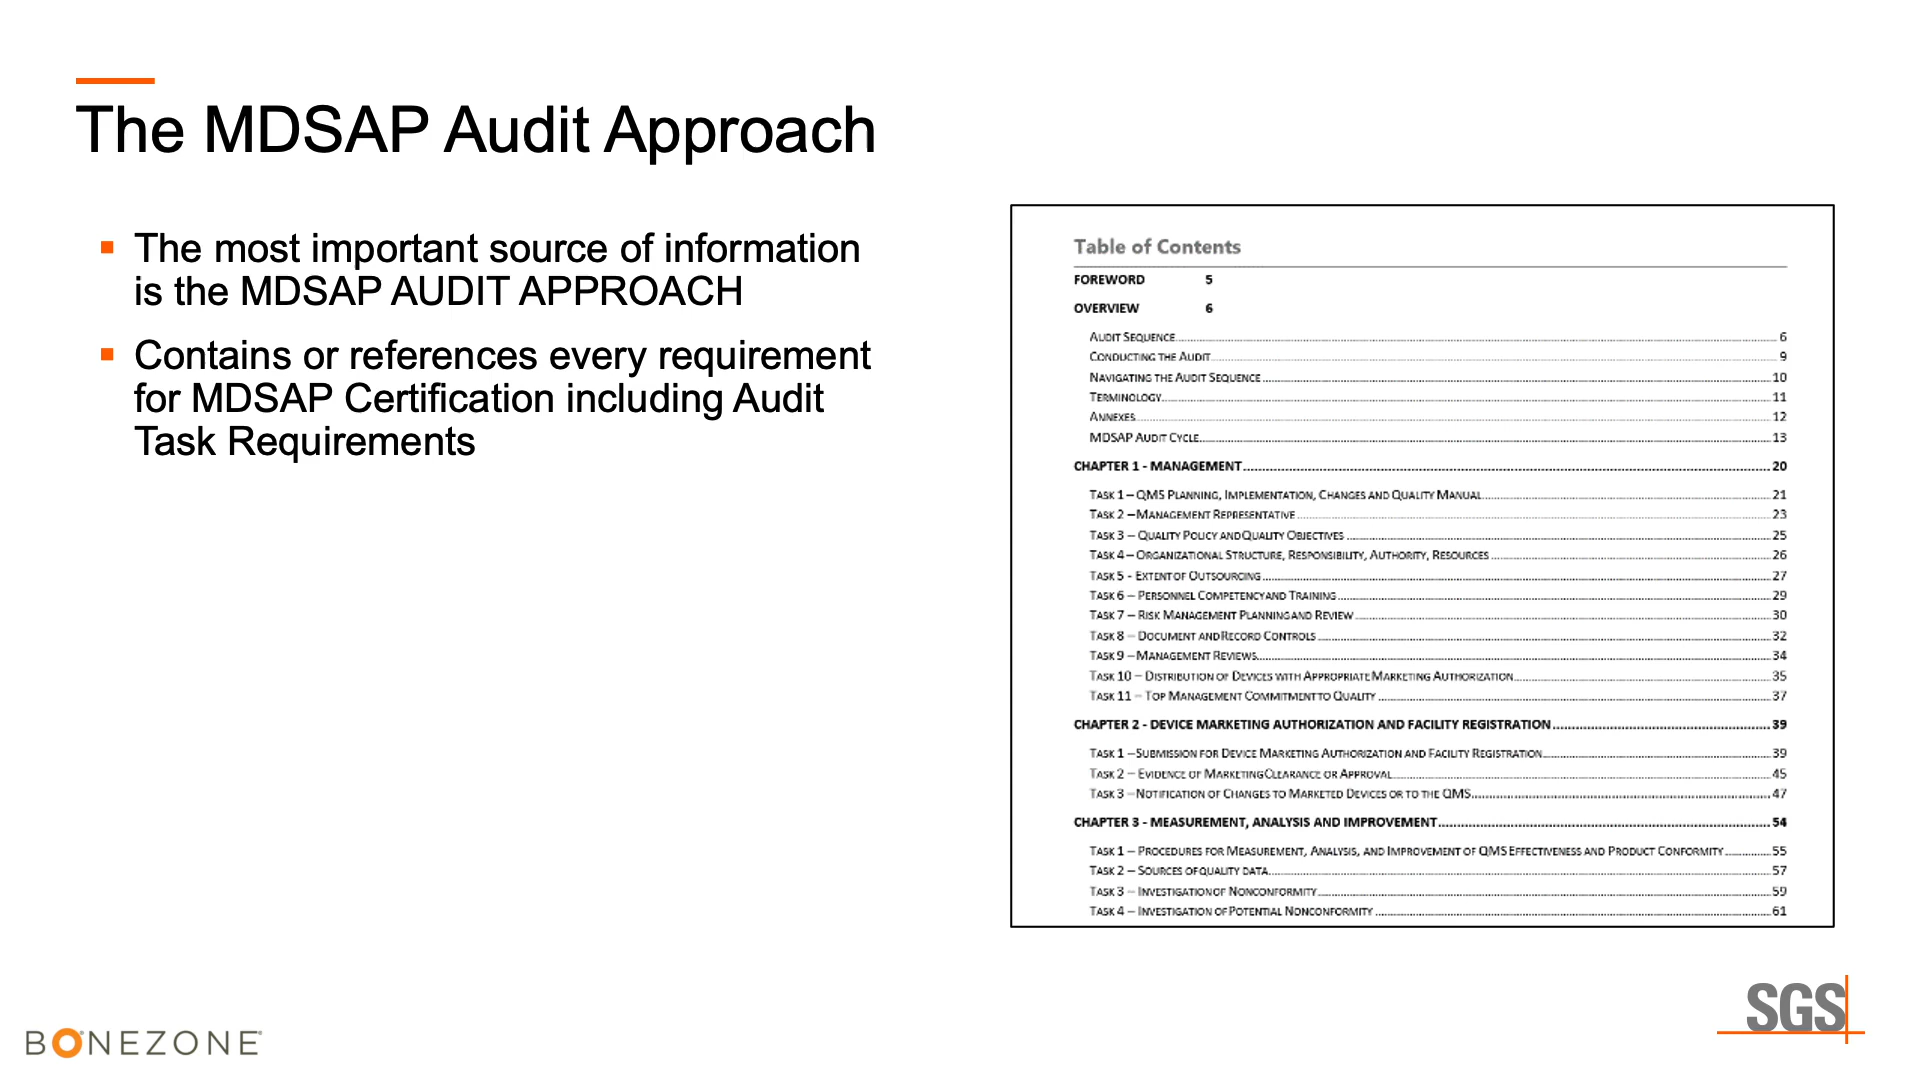 The MDSAP Audit Approach
▪ The most important source of information
is the MDSAP AUDIT APPROACH
▪ Contains or references every requirement
for MDSAP Certification including Audit
Task Requirements
Table of Contents
FOREWORD 5
OVERVIEW 6
AUDIT SEQUENCE 6
CONDUCTING THE AUDIT 9
NAVIGATING THE AUDIT SEQUENCE 10
TERMINOLOGY 11
ANNEXES 12
MDSAP AUDIT CYCLE 13
CHAPTER 1 - MANAGEMENT 20
TASK 1 – QMS PLANNING, IMPLEMENTATION, CHANGES AND QUALITY MANUAL 21
TASK 2 – MANAGEMENT REPRESENTATIVE 23
TASK 3 – QUALITY POLICY AND QUALITY OBJECTIVES 25
TASK 4 – ORGANIZATIONAL STRUCTURE, RESPONSIBILITY, AUTHORITY, RESOURCES 26
TASK 5 - EXTENT OF OUTSOURCING 27
TASK 6 – PERSONNEL COMPETENCY AND TRAINING 29
TASK 7 – RISK MANAGEMENT PLANNING AND REVIEW 30
TASK 8 – DOCUMENT AND RECORD CONTROLS 32
TASK 9 – MANAGEMENT REVIEWS 34
TASK 10 – DISTRIBUTION OF DEVICES WITH APPROPRIATE MARKETING AUTHORIZATION 35
TASK 11 – TOP MANAGEMENT COMMITMENT TO QUALITY 37
CHAPTER 2 - DEVICE MARKETING AUTHORIZATION AND FACILITY REGISTRATION 39
TASK 1 – SUBMISSION FOR DEVICE MARKETING AUTHORIZATION AND FACILITY REGISTRATION 39
TASK 2 – EVIDENCE OF MARKETING CLEARANCE OR APPROVAL 45
TASK 3 – NOTIFICATION OF CHANGES TO MARKETED DEVICES OR TO THE QMS 47
CHAPTER 3 - MEASUREMENT, ANALYSIS AND IMPROVEMENT 54
TASK 1 – PROCEDURES FOR MEASUREMENT, ANALYSIS, AND IMPROVEMENT OF QMS EFFECTIVENESS AND PRODUCT CONFORMITY 55
TASK 2 – SOURCES OF QUALITY DATA 57
TASK 3 – INVESTIGATION OF NONCONFORMITY 59
TASK 4 – INVESTIGATION OF POTENTIAL NONCONFORMITY 61
BONEZONE
SGS